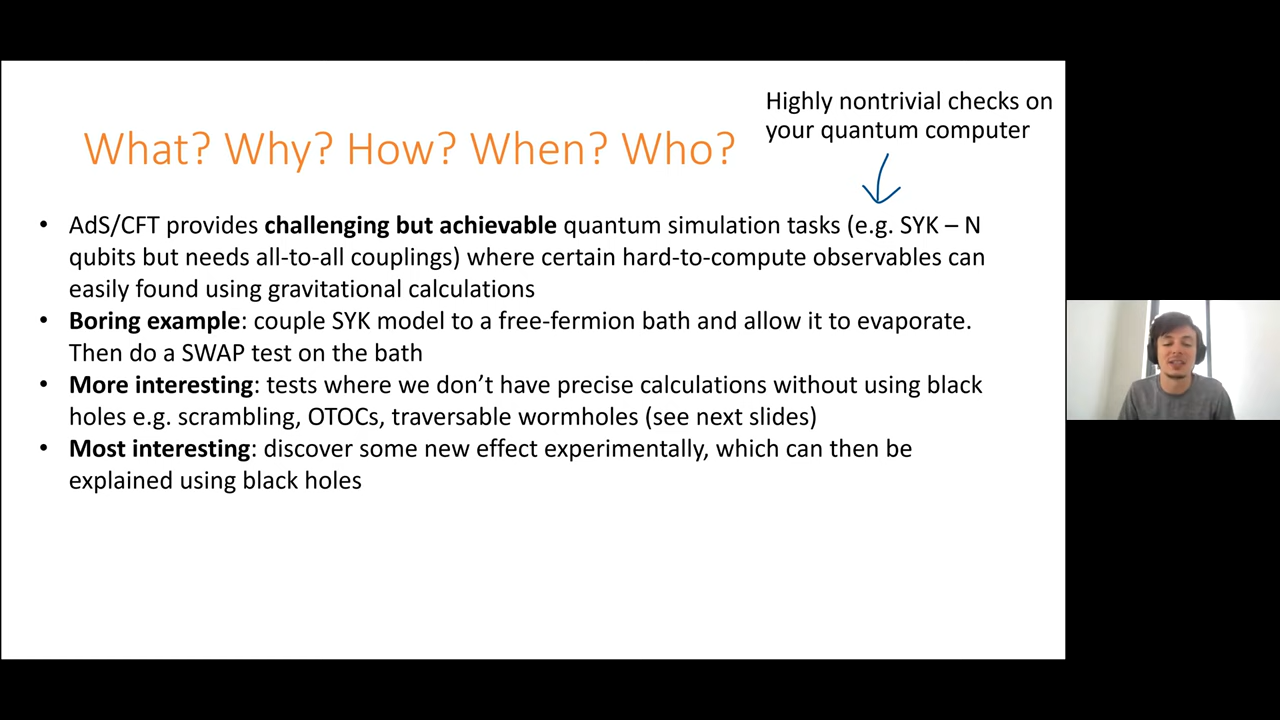 Highly nontrivial checks on
your quantum computer
What? Why? How? When? Who?
• AdS/CFT provides challenging but achievable quantum simulation tasks (e.g. SYK – N
qubits but needs all-to-all couplings) where certain hard-to-compute observables can
easily found using gravitational calculations
• Boring example: couple SYK model to a free-fermion bath and allow it to evaporate.
Then do a SWAP test on the bath
• More interesting: tests where we don’t have precise calculations without using black
holes e.g. scrambling, OTOCs, traversable wormholes (see next slides)
• Most interesting: discover some new effect experimentally, which can then be
explained using black holes